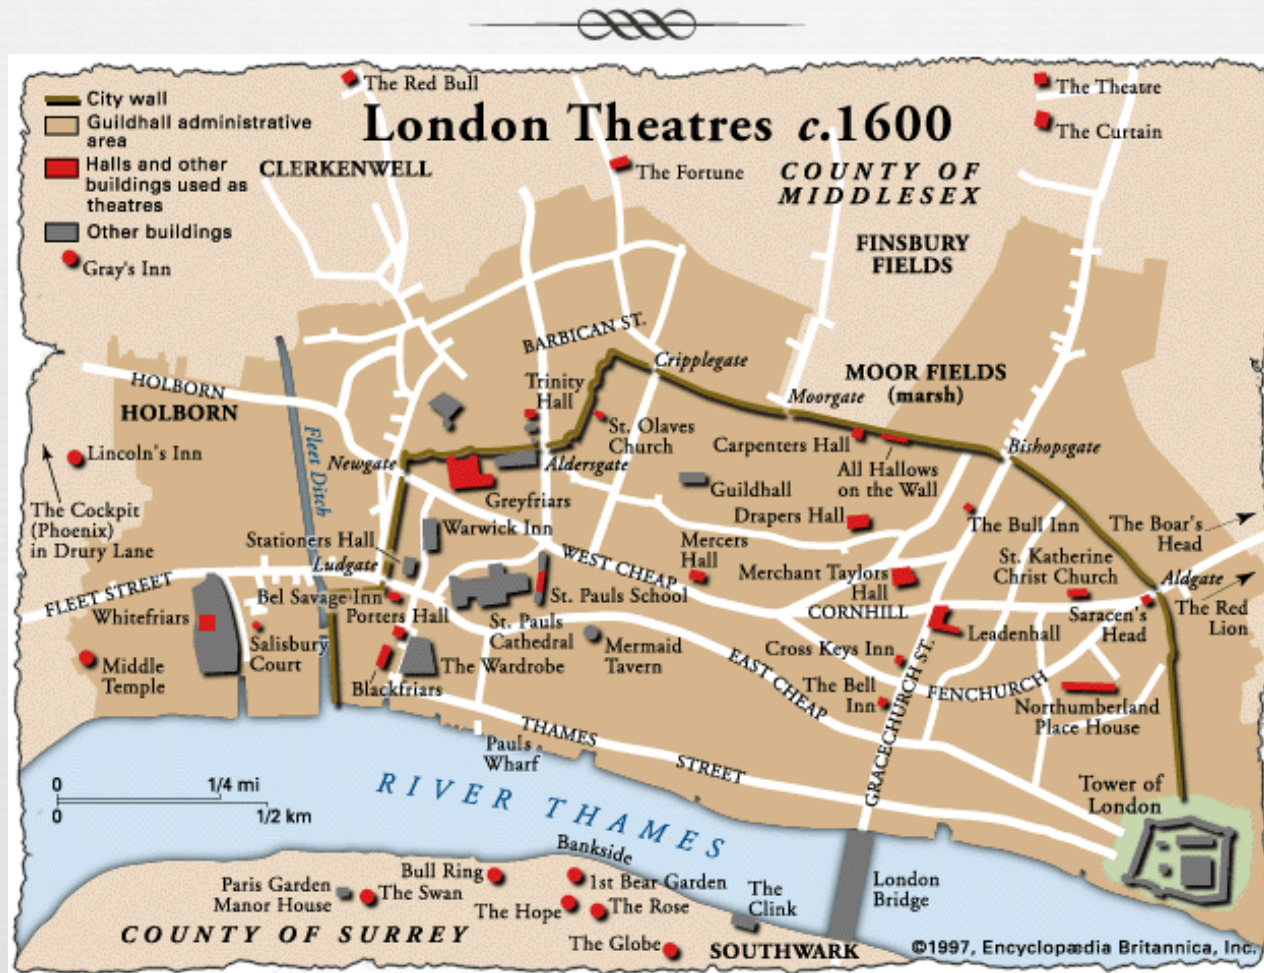 The Red Bull
London Theatres c.1600
The Theatre
The Curtain
City wall
Guildhall administrative
area
Halls and other
buildings used as
theatres
Other buildings
Gray's Inn
CLERKENWELL
The Fortune
COUNTY OF
MIDDLESEX
FINSBURY
FIELDS
BARBICAN ST.
Cripplegate
MOOR FIELDS
(marsh)
Moorgate
HOLBORN
HOLBORN
Trinity
Hall
St. Olaves
Church
Carpenters Hall
All Hallows
on the Wall
Bishopsgate
Lincoln's Inn
Fleet Ditch
Newgate
Aldersgate
Greyfriars
Guildhall
The Cockpit
(Phoenix)
in Drury Lane
Warwick Inn
Stationers Hall
Ludgate
Drapers Hall
The Bull Inn
The Boar's
Head
Mercers
Hall
WEST CHEAP
Merchant Taylors
Hall
St. Katherine
Christ Church
Aldgate
FLEET STREET
Bel Savage Inn
St. Pauls School
CORNHILL
Saracen's
Head
The Red
Lion
Whitefriars
Salisbury
Court
Porters Hall
St. Pauls
Cathedral
Mermaid
Tavern
Leadenhall
Cross Keys Inn
Middle
Temple
The Wardrobe
Blackfriars
EAST CHEAP
The Bell
Inn
GRACECHURCH ST.
FENCHURCH
Northumberland
Place House
THAMES
STREET
Pauls
Wharf
Tower of
London
0 1/4 mi
0 1/2 km
RIVER THAMES
Bankside
Paris Garden
Manor House
The Swan
Bull Ring
1st Bear Garden
The Hope
The Rose
The Globe
The
Clink
London
Bridge
COUNTY OF SURREY
SOUTHWARK
©1997, Encyclopædia Britannica, Inc.